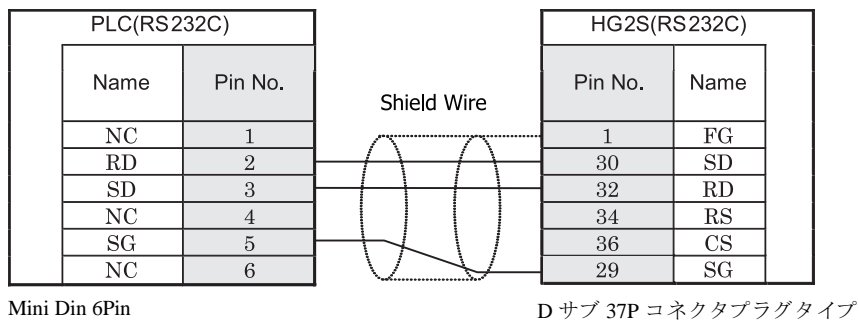 PLC(RS232C) HG2S(RS232C)
Name Pin No. Shield Wire Pin No. Name
NC 1 1 FG
RD 2 30 SD
SD 3 32 RD
NC 4 34 RS
SG 5 36 CS
NC 6 29 SG
Mini Din 6Pin Dサブ 37P コネクタプラグタイプ